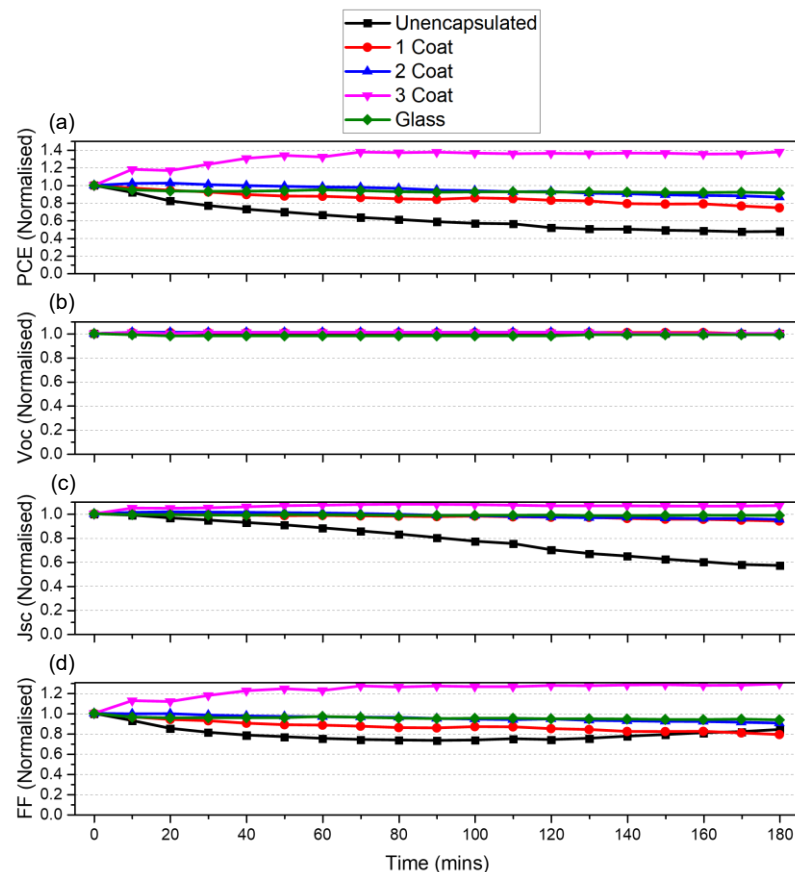 Unencapsulated
1 Coat
2 Coat
3 Coat
Glass
(a)
PCE (Normalised)
1.4
1.2
1.0
0.8
0.6
0.4
0.2
0.0
(b)
Voc (Normalised)
1.0
0.8
0.6
0.4
0.2
0.0
(c)
Jsc (Normalised)
1.0
0.8
0.6
0.4
0.2
0.0
(d)
FF (Normalised)
1.2
1.0
0.8
0.6
0.4
0.2
0.0
0 20 40 60 80 100 120 140 160 180
Time (mins)